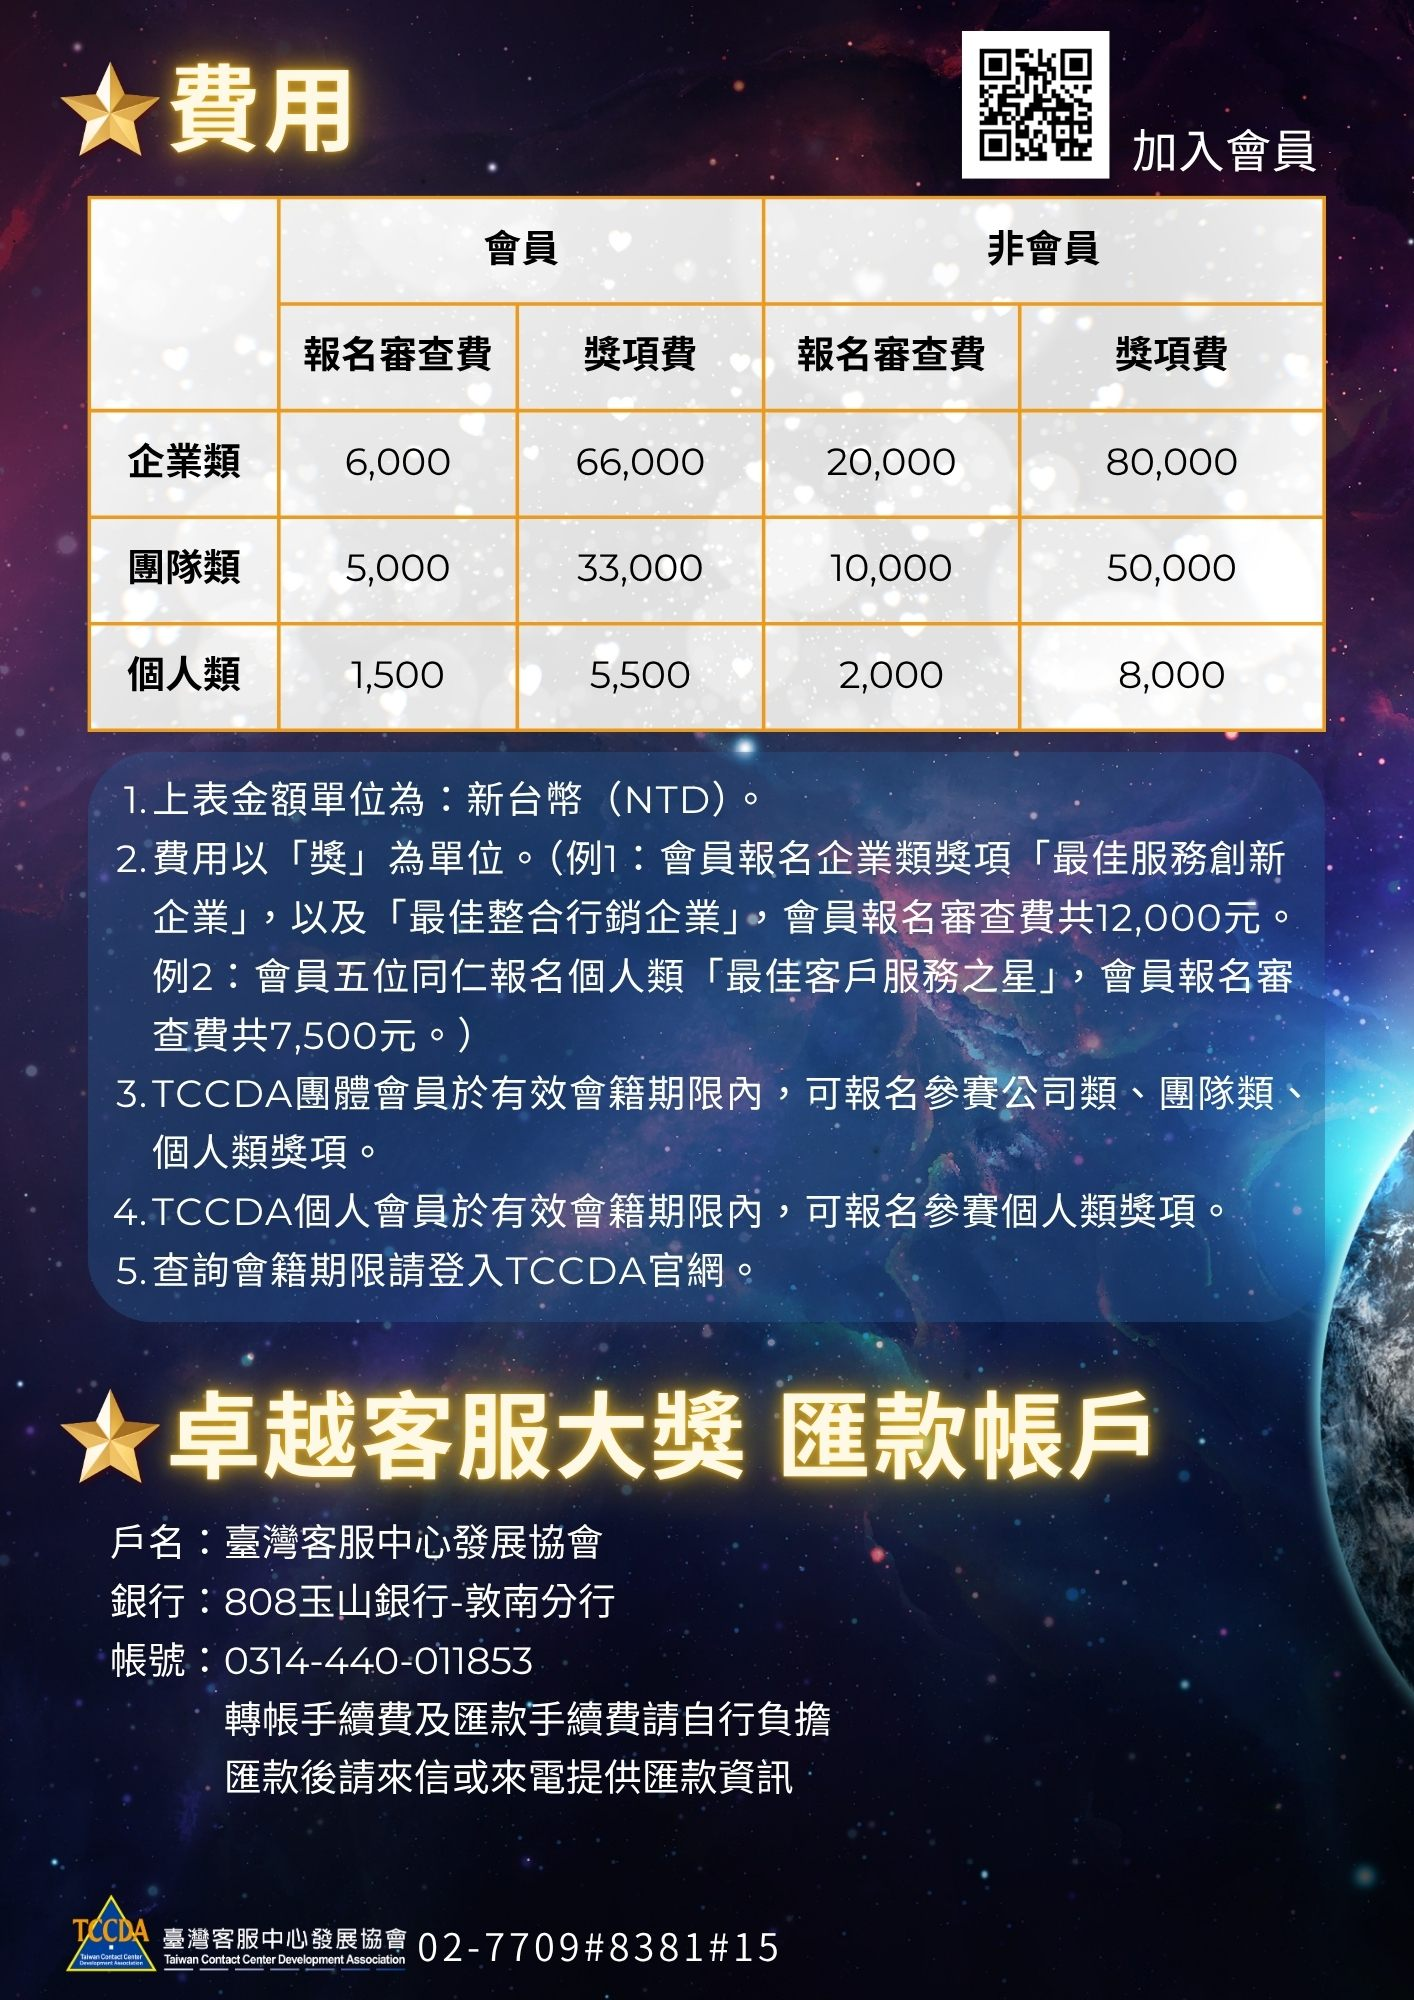 費用
加入會員
會員 非會員
報名審查費 獎項費 報名審查費 獎項費
企業類 6,000 66,000 20,000 80,000
團隊類 5,000 33,000 10,000 50,000
個人類 1,500 5,500 2,000 8,000
1. 上表金額單位為：新台幣（NTD）。
2. 費用以「獎」為單位。（例1：會員報名企業類獎項「最佳服務創新
企業」，以及「最佳整合行銷企業」，會員報名審查費共12,000元。
例2：會員五位同仁報名個人類「最佳客戶服務之星」，會員報名審
查費共7,500元。）
3. TCCDA團體會員於有效會籍期限內，可報名參賽公司類、團隊類、
個人類獎項。
4. TCCDA個人會員於有效會籍期限內，可報名參賽個人類獎項。
5. 查詢會籍期限請登入TCCDA官網。
卓越客服大獎 匯款帳戶
戶名：臺灣客服中心發展協會
銀行：808玉山銀行-敦南分行
帳號：0314-440-011853
轉帳手續費及匯款手續費請自行負擔
匯款後請來信或來電提供匯款資訊
TCCDA
Taiwan Contact Center
Development Association
臺灣客服中心發展協會
Taiwan Contact Center Development Association
02-7709#8381#15